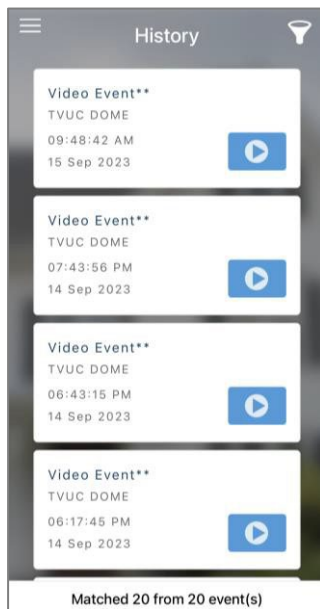 History
Video Event**
TVUC DOME
09:48:42 AM
15 Sep 2023
Video Event**
TVUC DOME
07:43:56 PM
14 Sep 2023
Video Event**
TVUC DOME
06:43:15 PM
14 Sep 2023
Video Event**
TVUC DOME
06:17:45 PM
14 Sep 2023
Matched 20 from 20 event(s)